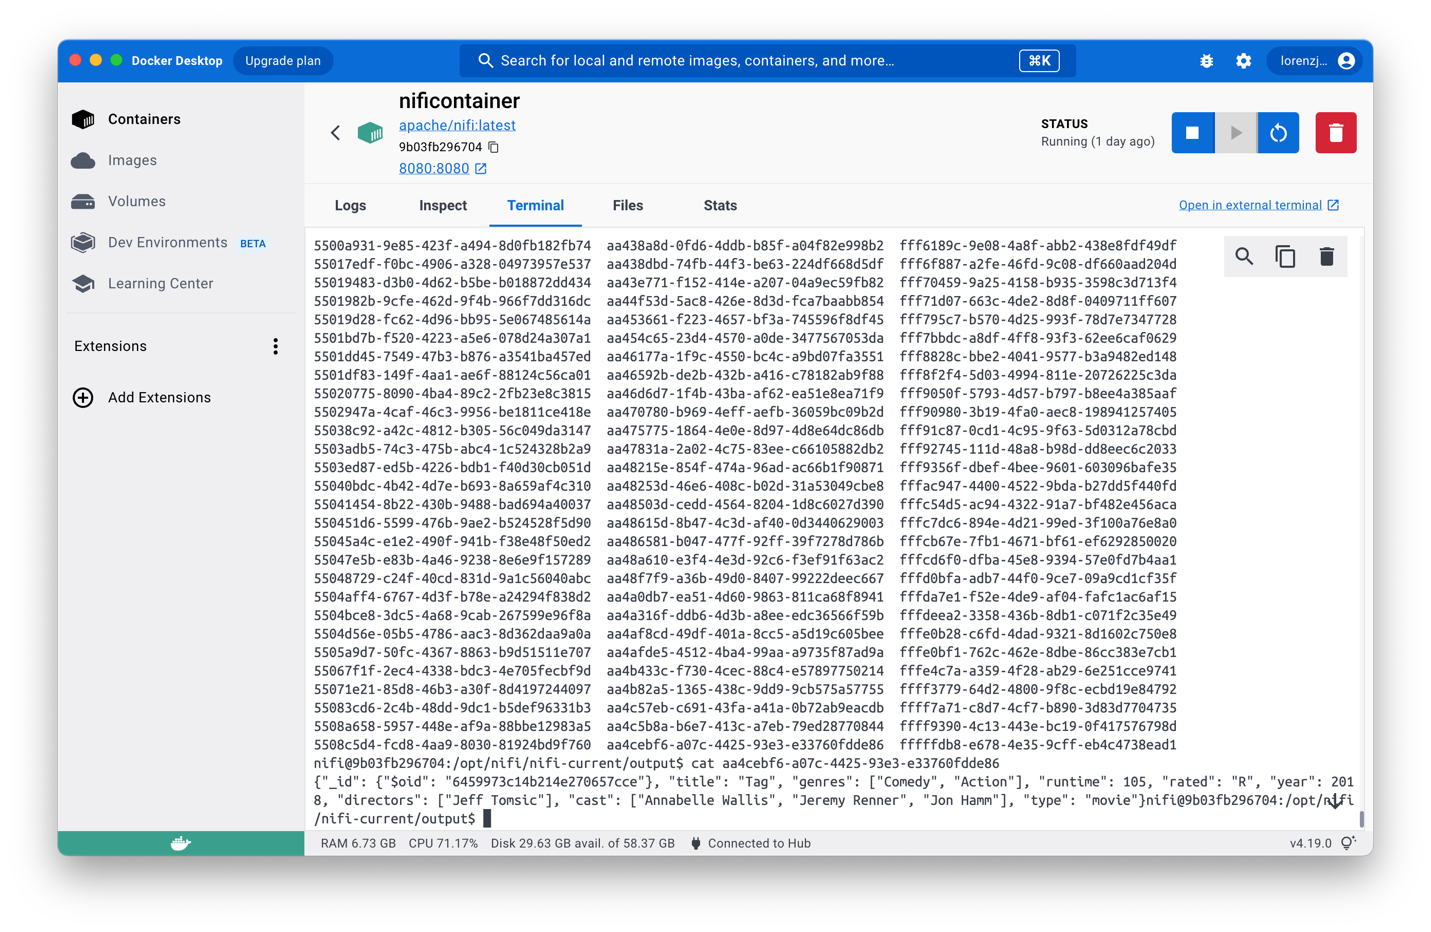 Docker Desktop
Upgrade plan
Search for local and remote images, containers, and more...
⌘K
lorenzj...
Containers
Images
Volumes
Dev Environments BETA
Learning Center
Extensions
Add Extensions
nificontainer
apache/nifi:latest
9b03fb296704
8080:8080
STATUS
Running (1 day ago)
Logs
Inspect
Terminal
Files
Stats
Open in external terminal
5500a931-9e85-423f-a494-8d0fb182fb74 aa438a8d-0fd6-4ddb-b85f-a04f82e998b2 fff6189c-9e08-4a8f-abb2-438e8fdf49df
55017edf-f0bc-4906-a328-04973957e537 aa438dbd-74fb-44f3-be63-224df668d5df fff6f887-a2fe-46fd-9c08-df660aad204d
55019483-d3b0-4d62-b5be-b018872dd434 aa43e771-f152-414e-a207-04a9ec59fb82 fff70459-9a25-4158-b935-3598c3d713f4
5501982b-9cfe-462d-9f4b-966f7dd316dc aa44f53d-5ac8-426e-8d3d-fca7baabb854 fff71d07-663c-4de2-8d8f-0409711ff607
55019d28-fc62-4d96-bb95-5e067485614a aa453661-f223-4657-bf3a-745596f8df45 fff795c7-b570-4d25-993f-78d7e7347728
5501bd7b-f520-4223-a5e6-078d24a307a1 aa454c65-23d4-4570-a0de-3477567053da fff7bbdc-a8df-4ff8-93f3-62ee6caf0629
5501dd45-7549-47b3-b876-a3541ba457ed aa46177a-1f9c-4550-bc4c-a9bd07fa3551 fff8828c-bbe2-4041-9577-b3a9482ed148
5501df83-149f-4aa1-ae6f-88124c56ca01 aa46592b-de2b-432b-a416-c78182ab9f88 fff8f2f4-5d03-4994-811e-20726225c3da
55020775-8090-4ba4-89c2-2fb23e8c3815 aa46d6d7-1f4b-43ba-af62-ea51e8ea71f9 fff9050f-5793-4d57-b797-b8ee4a385aaf
5502947a-4caf-46c3-9956-be1811ce418e aa470780-b969-4eff-aefb-36059bc09b2d fff90980-3b19-4fa0-aec8-198941257405
55038c92-a42c-4812-b305-56c049da3147 aa475775-1864-4e0e-8d97-4d8e64dc86db fff91c87-0cd1-4c95-9f63-5d0312a78cbd
5503adb5-74c3-475b-abc4-1c524328b2a9 aa47831a-2a02-4c75-83ee-c66105882db2 fff92745-111d-48a8-b98d-dd8eec6c2033
5503ed87-ed5b-4226-bdb1-f40d30cb051d aa48215e-854f-474a-96ad-ac66b1f90871 fff9356f-dbef-4bee-9601-603096bafe35
55040bdc-4b42-4d7e-b693-8a659af4c310 aa48253d-46e6-408c-b02d-31a53049cbe8 fffac947-4400-4522-9bda-b27dd5f440fd
55041454-8b22-430b-9488-bad694a40037 aa48503d-cedd-4564-8204-1d8c6027d390 fffc54d5-ac94-4322-91a7-bf482e456aca
550451d6-5599-476b-9ae2-b524528f5d90 aa48615d-8b47-4c3d-af40-0d3440629003 fffc7dc6-894e-4d21-99ed-3f100a76e8a0
55045a4c-e1e2-490f-941b-f38e48f50ed2 aa486581-b047-477f-92ff-39f7278d786b fffcb67e-7fb1-4671-bf61-ef6292850020
55047e5b-e83b-4a46-9238-8e6e9f157289 aa48a610-e3f4-4e3d-92c6-f3ef91f63ac2 fffcd6f0-dfba-45e8-9394-57e0fd7b4aa1
55048729-c24f-40cd-831d-9a1c56040abc aa48f7f9-a36b-49d0-8407-99222deec667 fffd0bfa-adb7-44f0-9ce7-09a9cd1cf35f
5504aff4-6767-4d3f-b78e-a24294f838d2 aa4a0db7-ea51-4d60-9863-811ca68f8941 fffda7e1-f52e-4de9-af04-fafc1ac6af15
5504bce8-3dc5-4a68-9cab-267599e96f8a aa4a316f-ddb6-4d3b-a8ee-edc36566f59b fffdeea2-3358-436b-8db1-c071f2c35e49
5504d56e-05b5-4786-aac3-8d362daa9a0a aa4af8cd-49df-401a-8cc5-a5d19c605bee fffe0b28-c6fd-4dad-9321-8d1602c750e8
5505a9d7-50fc-4367-8863-b9d51511e707 aa4afde5-4512-4ba4-99aa-a9735f87ad9a fffe0bf1-762c-462e-8dbe-86cc383e7cb1
55067f1f-2ec4-4338-bdc3-4e705fecbf9d aa4b433c-f730-4cec-88c4-e57897750214 fffe4c7a-a359-4f28-ab29-6e251cce9741
55071e21-85d8-46b3-a30f-8d4197244097 aa4b82a5-1365-438c-9dd9-9cb575a57755 ffff3779-64d2-4800-9f8c-ecbd19e84792
55083cd6-2c4b-48dd-9dc1-b5def96331b3 aa4c57eb-c691-43fa-a41a-0b72ab9eacdb ffff7a71-c8d7-4cf7-b890-3d83d7704735
5508a658-5957-448e-af9a-88bbe12983a5 aa4c5b8a-b6e7-413c-a7eb-79ed28770844 ffff9390-4c13-443e-bc19-0f417576798d
5508c5d4-fcd8-4aa9-8030-81924bd9f760 aa4cebf6-a07c-4425-93e3-e33760fdde86 fffffdb8-e678-4e35-9cff-eb4c4738ead1
nifi@9b03fb296704:/opt/nifi/nifi-current/output$ cat aa4cebf6-a07c-4425-93e3-e33760fdde86
{"_id": {"$oid": "6459973c14b214e270657cce"}, "title": "Tag", "genres": ["Comedy", "Action"], "runtime": 105, "rated": "R", "year": 201
8, "directors": ["Jeff Tomsic"], "cast": ["Annabelle Wallis", "Jeremy Renner", "Jon Hamm"], "type": "movie"}nifi@9b03fb296704:/opt/nifi
/nifi-current/output$
RAM 6.73 GB CPU 71.17% Disk 29.63 GB avail. of 58.37 GB Connected to Hub
v4.19.0